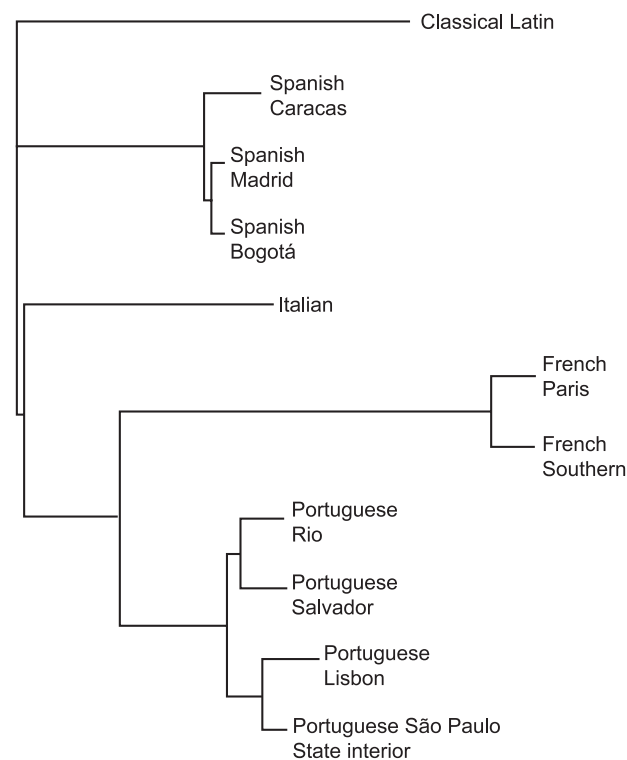 Classical Latin
Spanish
Caracas
Spanish
Madrid
Spanish
Bogotá
Italian
French
Paris
French
Southern
Portuguese
Rio
Portuguese
Salvador
Portuguese
Lisbon
Portuguese São Paulo
State interior